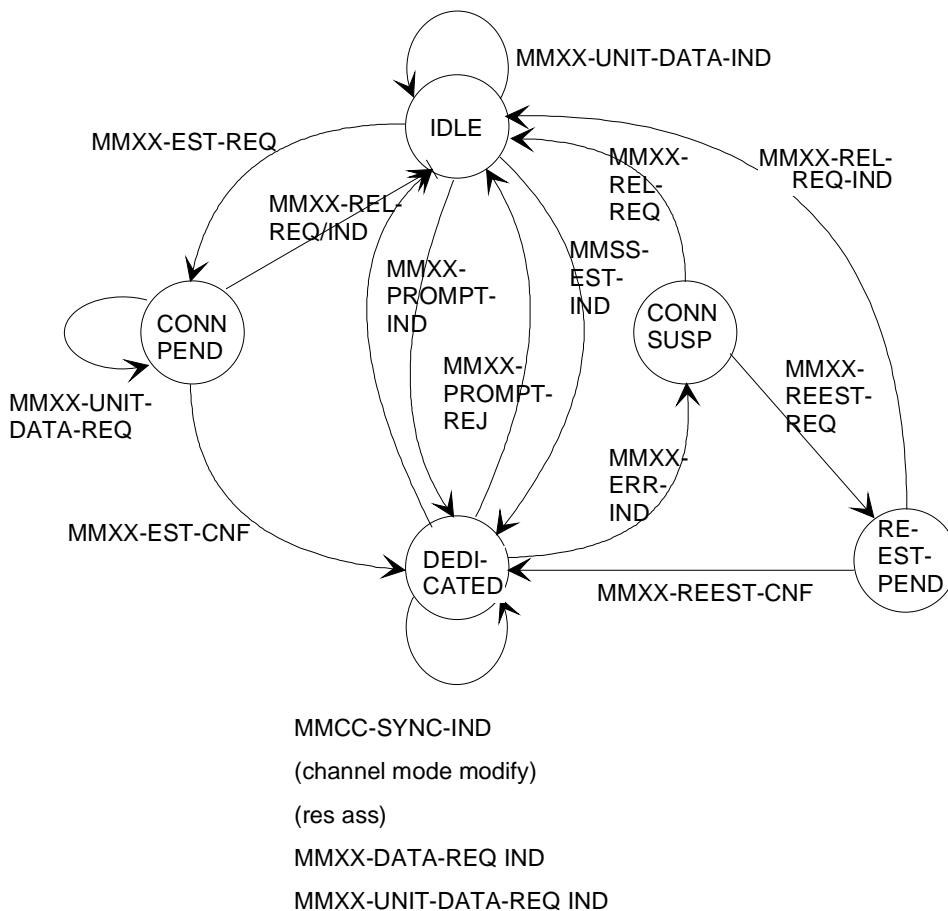 MMXX-UNIT-DATA-IND
IDLE
MMXX-EST-REQ
MMXX-REL-
REQ/IND
MMXX-
REL-
REQ
MMXX-REL-
REQ-IND
MMXX-
PROMPT-
IND
MMSS-
EST-
IND
CONN
PEND
CONN
SUSP
MMXX-
PROMPT-
REJ
MMXX-
REEST-
REQ
MMXX-UNIT-
DATA-REQ
MMXX-
ERR-
IND
MMXX-EST-CNF
DEDI-
CATED
RE-
EST-
PEND
MMXX-REEST-CNF
MMCC-SYNC-IND
(channel mode modify)
(res ass)
MMXX-DATA-REQ IND
MMXX-UNIT-DATA-REQ IND